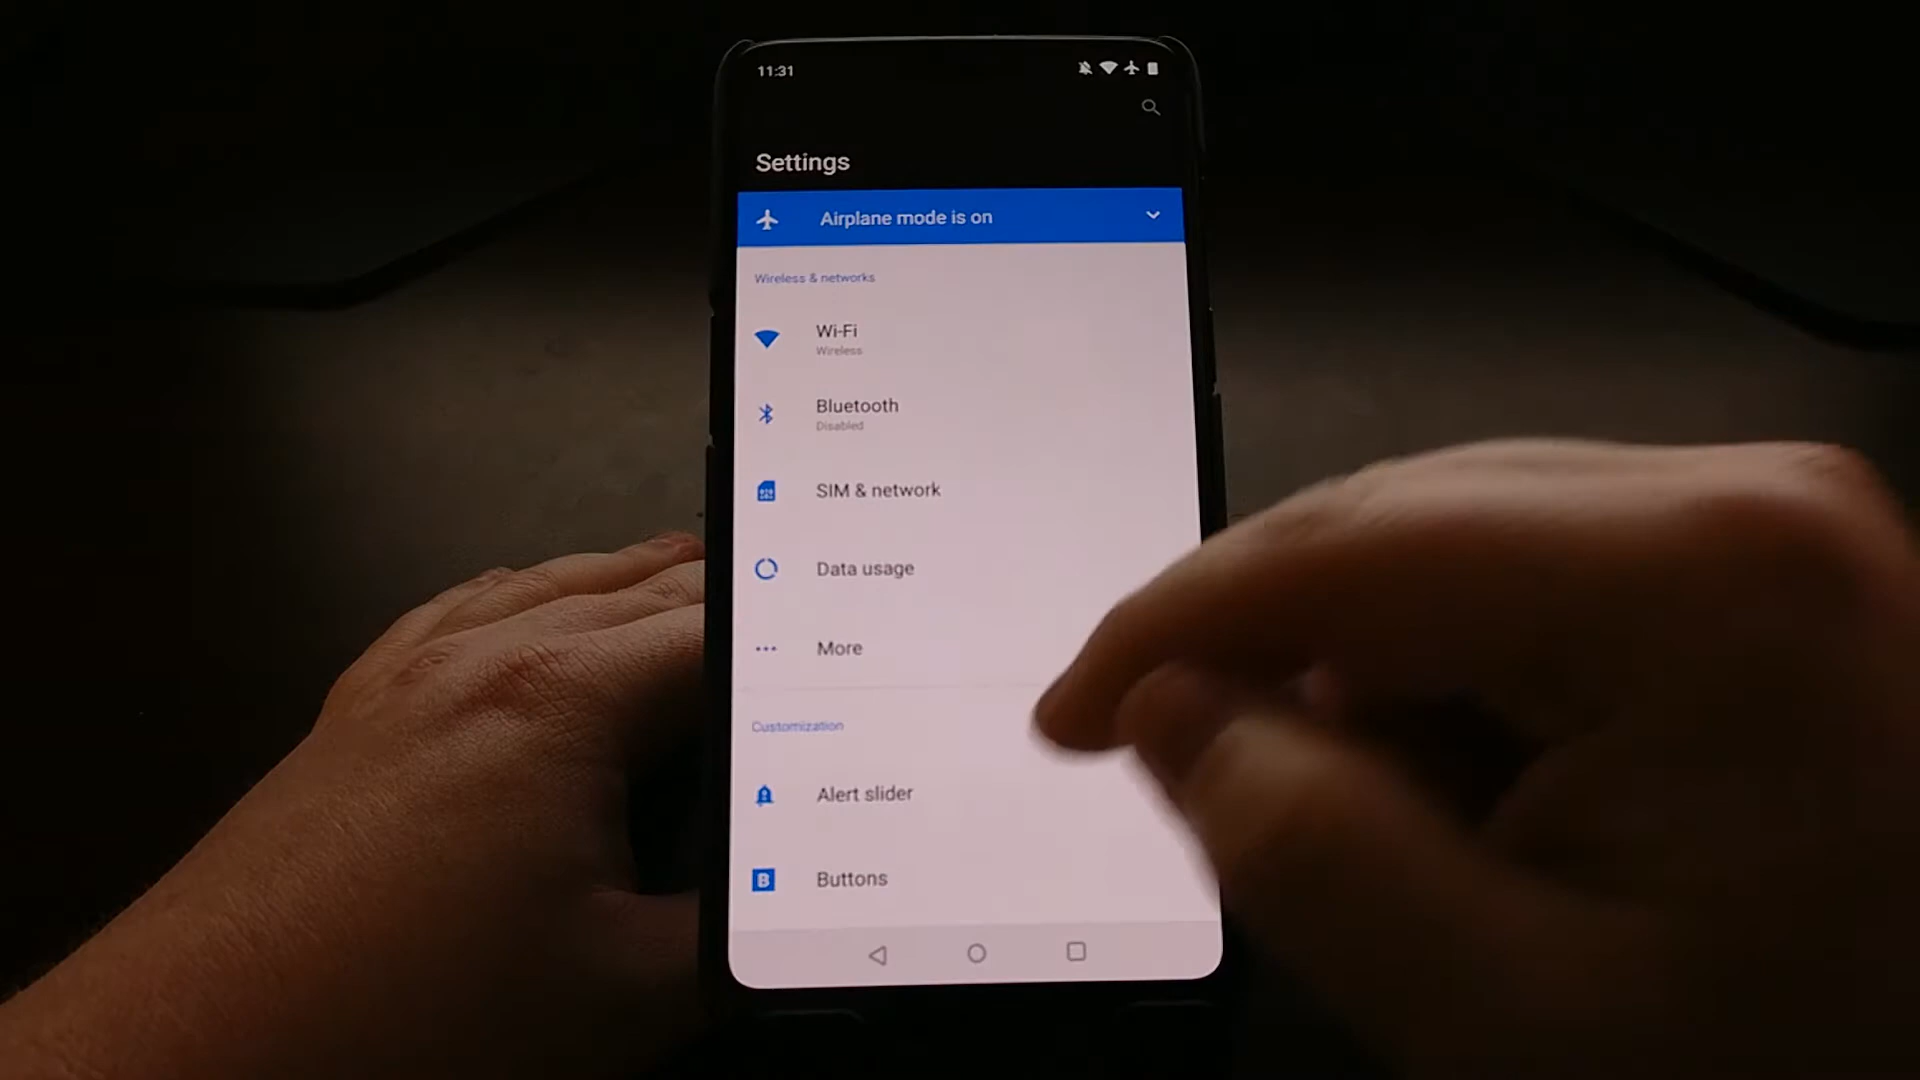 11:31
Settings
Airplane mode is on
Wireless & networks
Wi-Fi
Wireless
Bluetooth
Disabled
SIM & network
Data usage
More
Customization
Alert slider
B
Buttons